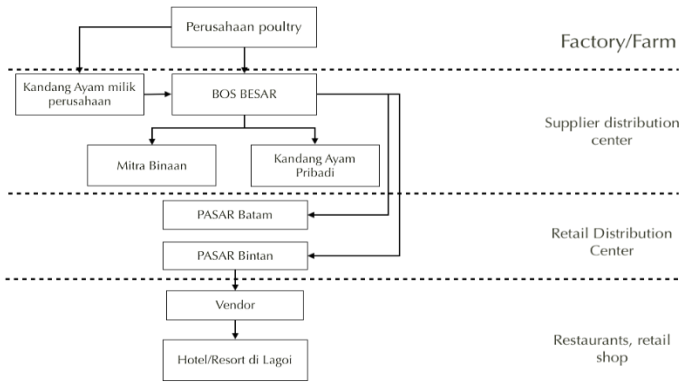 Perusahaan poultry
Factory/Farm
Kandang Ayam milik
perusahaan
BOS BESAR
Supplier distribution
center
Mitra Binaan
Kandang Ayam
Pribadi
PASAR Batam
Retail Distribution
Center
PASAR Bintan
Vendor
Restaurants, retail
shop
Hotel/Resort di Lagoi